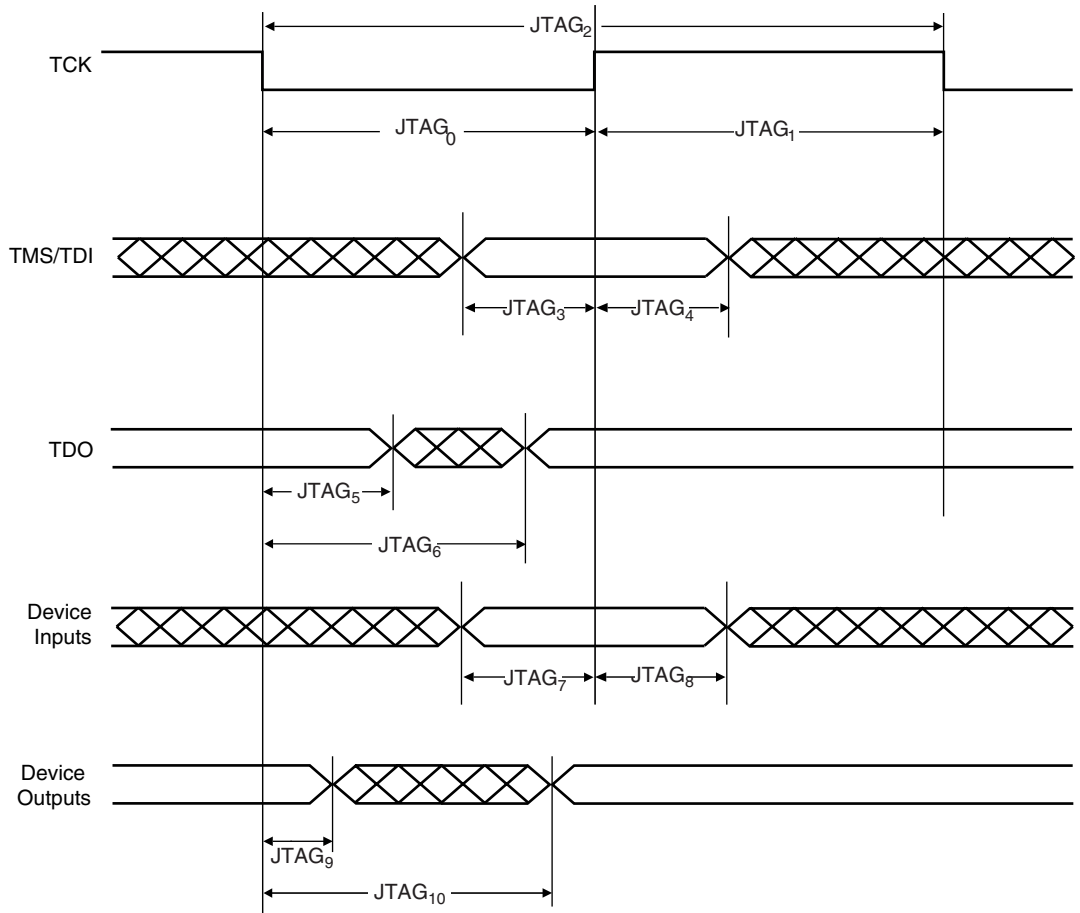 JTAG₂
TCK
JTAG₀
JTAG₁
TMS/TDI
JTAG₃
JTAG₄
TDO
JTAG₅
JTAG₆
Device
Inputs
JTAG₇
JTAG₈
Device
Outputs
JTAG₉
JTAG₁₀